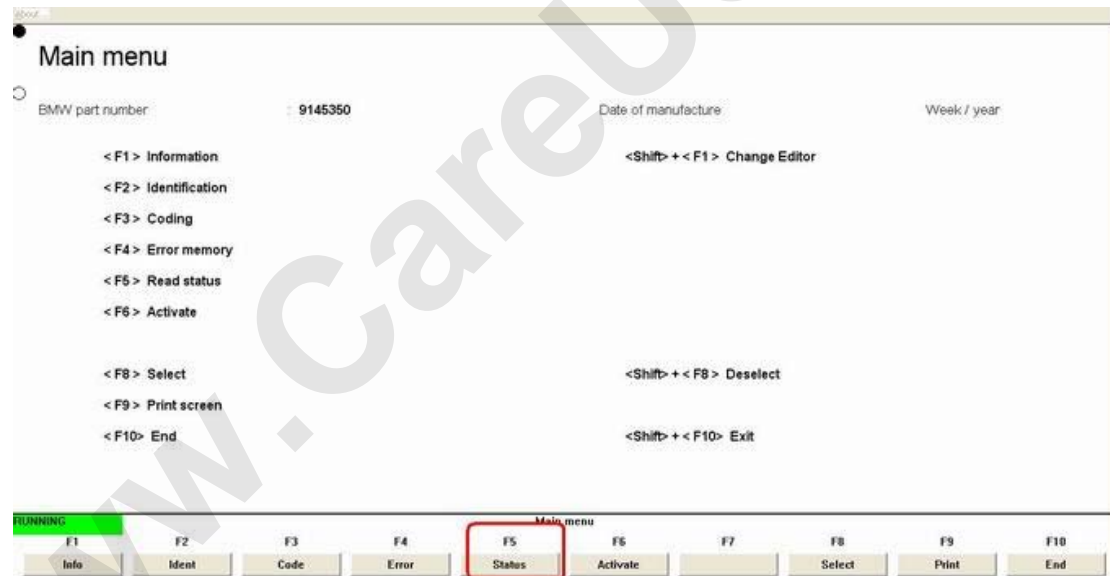 about
Main menu
BMW part number : 9145350 Date of manufacture Week / year
< F1 > Information <Shift> + < F1 > Change Editor
< F2 > Identification
< F3 > Coding
< F4 > Error memory
< F5 > Read status
< F6 > Activate
< F8 > Select <Shift> + < F8 > Deselect
< F9 > Print screen
< F10> End <Shift> + < F10> Exit
RUNNING Main menu
F1 F2 F3 F4 F5 F6 F7 F8 F9 F10
Info Ident Code Error Status Activate Select Print End
w.CareU